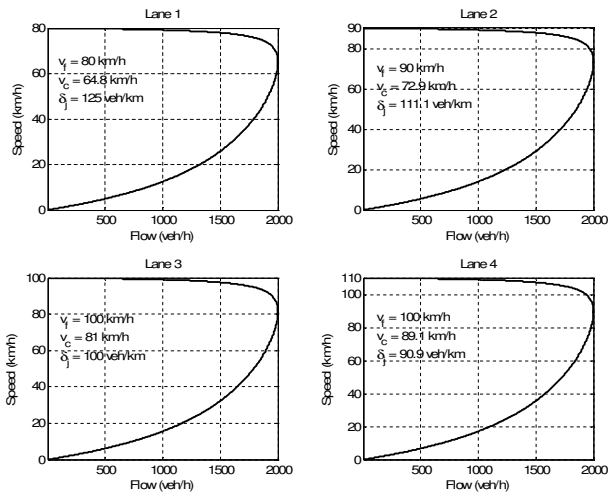 Lane 1
80
60
40
20
0
Speed (km/h)
v_f = 80 km/h
v_c = 64.8 km/h
δ_j = 125 veh/km
500 1000 1500 2000
Flow (veh/h)
Lane 2
90
80
60
40
20
0
Speed (km/h)
v_f = 90 km/h
v_c = 72.9 km/h
δ_j = 111.1 veh/km
500 1000 1500 2000
Flow (veh/h)
Lane 3
100
80
60
40
20
0
Speed (km/h)
v_f = 100 km/h
v_c = 81 km/h
δ_j = 100 veh/km
500 1000 1500 2000
Flow (veh/h)
Lane 4
110
100
80
60
40
20
0
Speed (km/h)
v_f = 100 km/h
v_c = 89.1 km/h
δ_j = 90.9 veh/km
500 1000 1500 2000
Flow (veh/h)